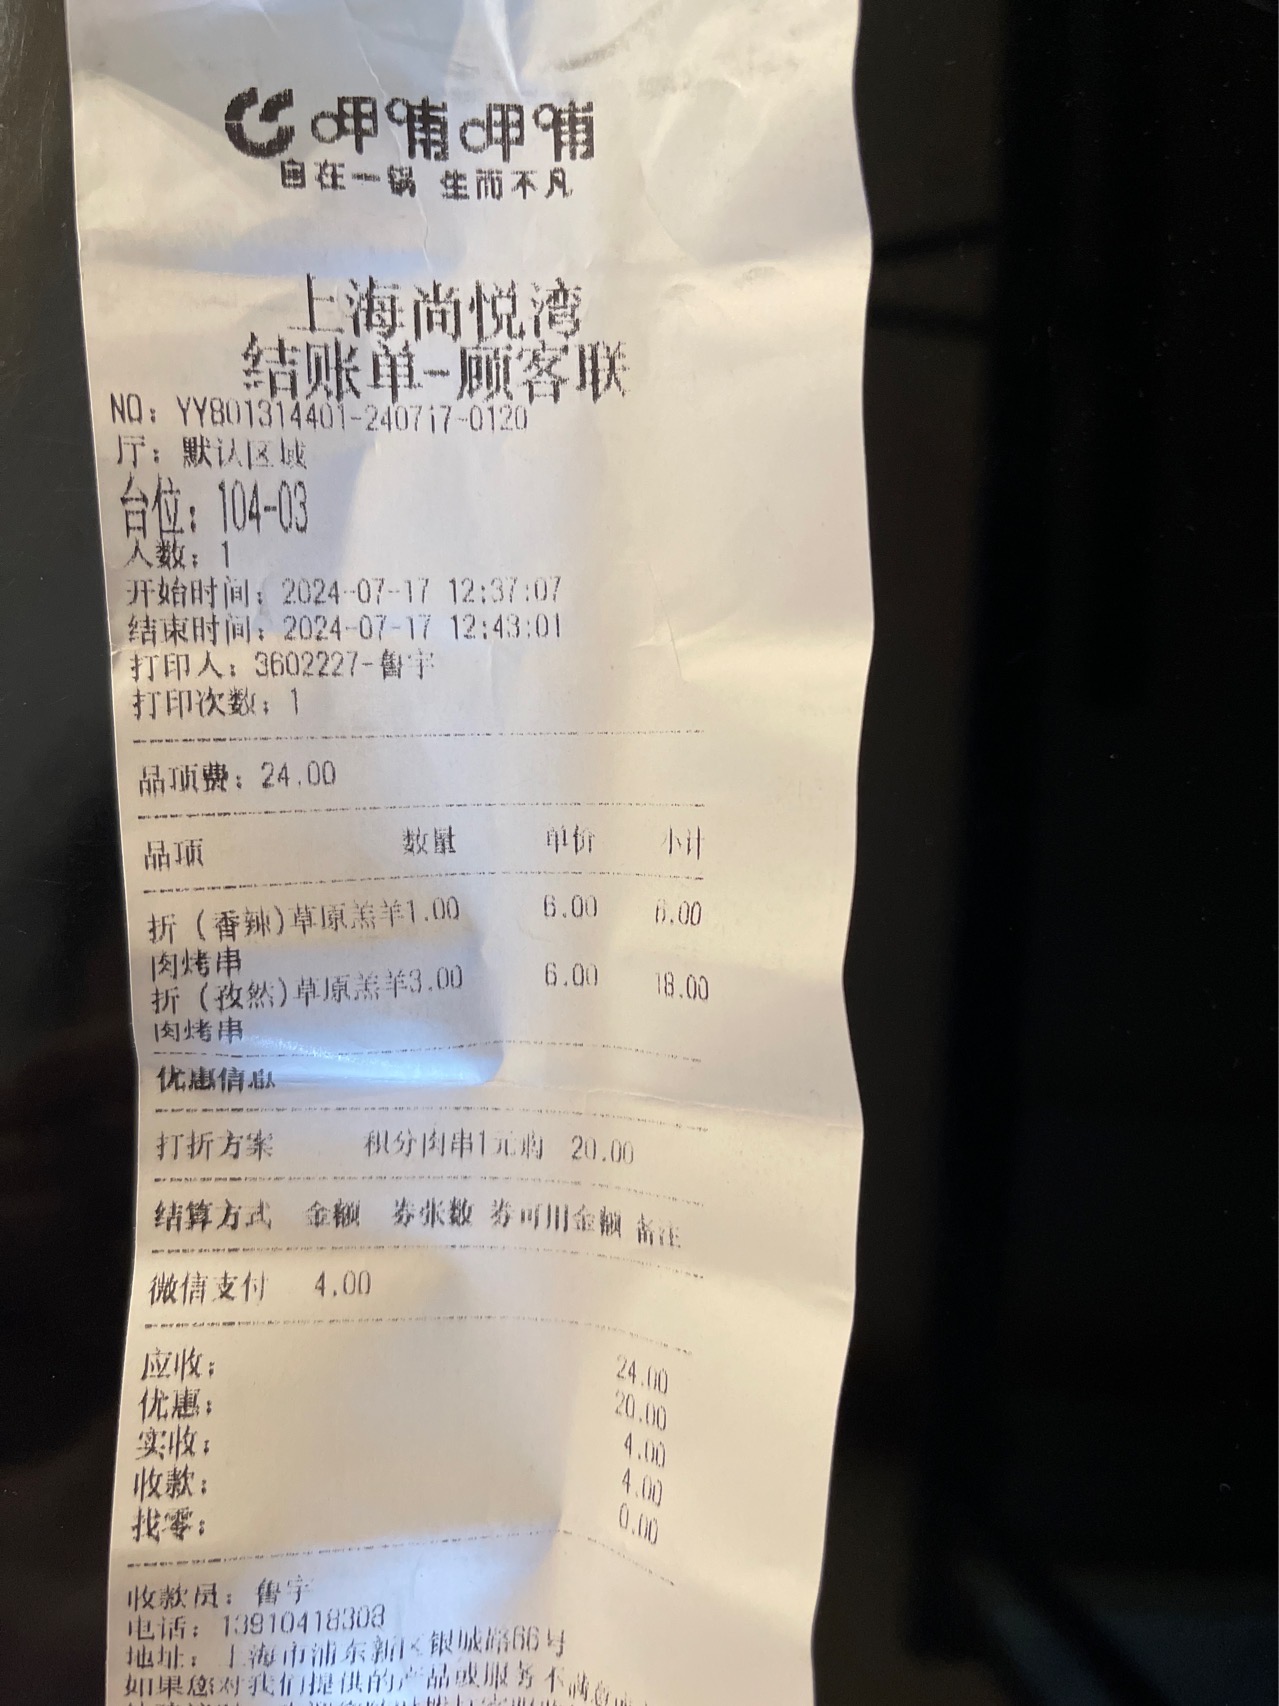 呷哺呷哺
自在一锅 生而不凡
上海尚悦湾
结账单-顾客联
NO: YY801314401-240717-0120
厅: 默认区域
台位: 104-03
人数: 1
开始时间: 2024-07-17 12:37:07
结束时间: 2024-07-17 12:43:01
打印人: 3602227-鲁宇
打印次数: 1
品项费: 24.00
品项 数量 单价 小计
折 (香辣)草原羔羊1.00 6.00 6.00
肉烤串
折 (孜然)草原羔羊3.00 6.00 18.00
肉烤串
优惠信息
打折方案 积分肉串1元购 20.00
结算方式 金额 券张数 券可用金额 备注
微信支付 4.00
应收: 24.00
优惠: 20.00
实收: 4.00
收款: 4.00
找零: 0.00
收款员: 鲁宇
电话: 13910418308
地址: 上海市浦东新区银城路66号
如果您对我们提供的产品或服务不满意